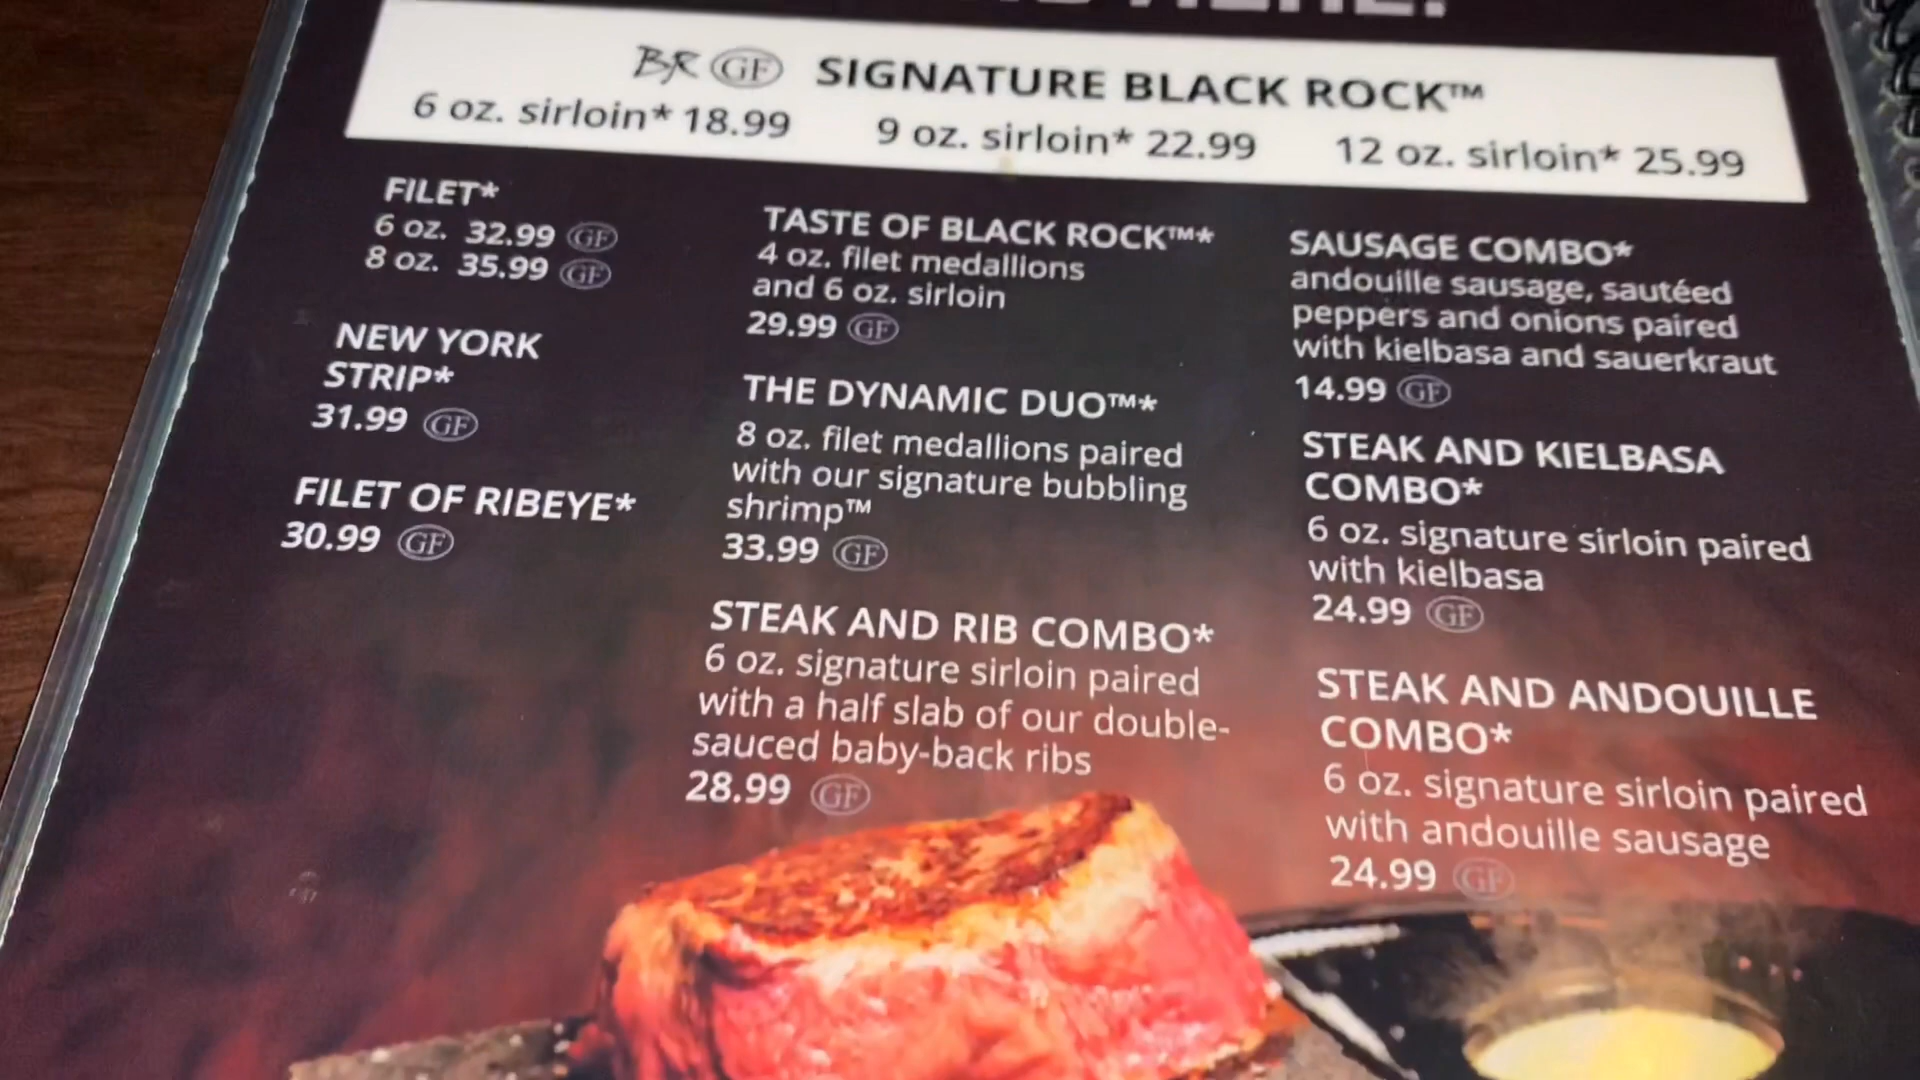 BR GF SIGNATURE BLACK ROCK™
6 oz. sirloin* 18.99 9 oz. sirloin* 22.99 12 oz. sirloin* 25.99
FILET*
6 oz. 32.99 GF
8 oz. 35.99 GF
NEW YORK
STRIP*
31.99 GF
FILET OF RIBEYE*
30.99 GF
TASTE OF BLACK ROCK™*
4 oz. filet medallions
and 6 oz. sirloin
29.99 GF
THE DYNAMIC DUO™*
8 oz. filet medallions paired
with our signature bubbling
shrimp™
33.99 GF
STEAK AND RIB COMBO*
6 oz. signature sirloin paired
with a half slab of our double-
sauced baby-back ribs
28.99 GF
SAUSAGE COMBO*
andouille sausage, sautéed
peppers and onions paired
with kielbasa and sauerkraut
14.99 GF
STEAK AND KIELBASA
COMBO*
6 oz. signature sirloin paired
with kielbasa
24.99 GF
STEAK AND ANDOUILLE
COMBO*
6 oz. signature sirloin paired
with andouille sausage
24.99 GF